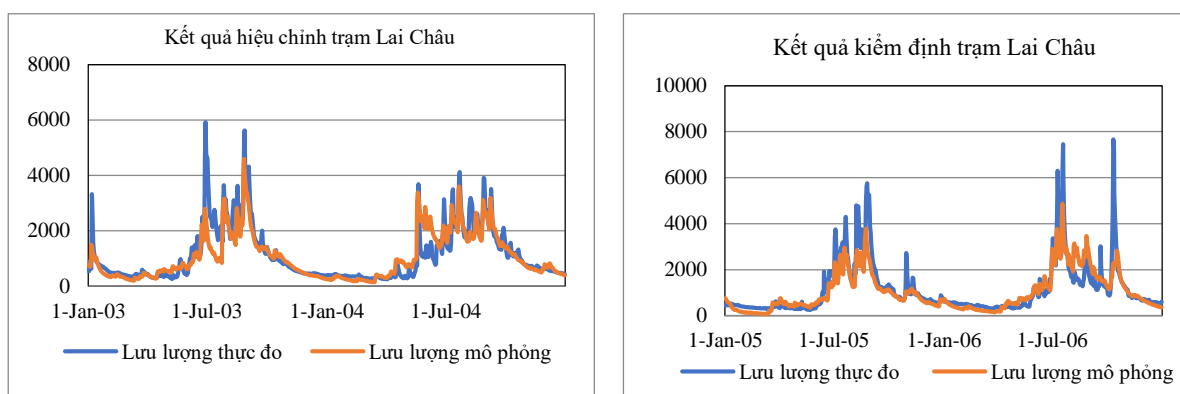 Kết quả hiệu chỉnh trạm Lai Châu
8000
6000
4000
2000
0
1-Jan-03
1-Jul-03
1-Jan-04
1-Jul-04
Lưu lượng thực đo
Lưu lượng mô phỏng
Kết quả kiểm định trạm Lai Châu
10000
8000
6000
4000
2000
0
1-Jan-05
1-Jul-05
1-Jan-06
1-Jul-06
Lưu lượng thực đo
Lưu lượng mô phỏng